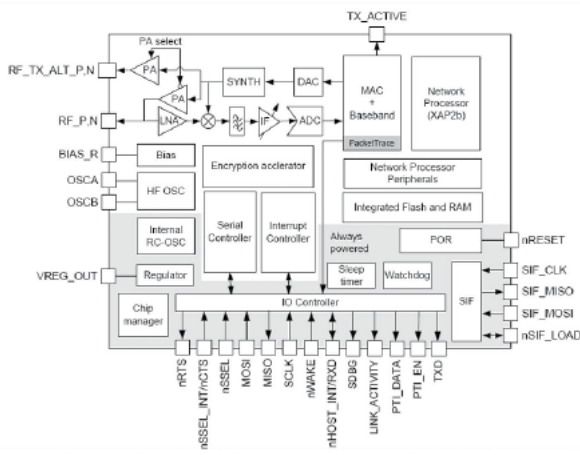 TX_ACTIVE
PA select
RF_TX_ALT_P,N
PA
SYNTH
DAC
MAC
+
Baseband
Network
Processor
(XAP2b)
PA
RF_P,N
LNA
IF
ADC
PacketTrace
BIAS_R
Bias
Encryption acclerator
Network Processor
Peripherals
OSCA
HF OSC
OSCB
Integrated Flash and RAM
Serial
Controller
Interrupt
Controller
Internal
RC-OSC
Always
powered
POR
nRESET
VREG_OUT
Regulator
Sleep
timer
Watchdog
SIF
SIF_CLK
SIF_MISO
SIF_MOSI
nSIF_LOAD
Chip
manager
IO Controller
nRTS
nSSEL_INT/nCTS
nSSEL
MOSI
MISO
SCLK
nWAKE
nHOST_INT/RXD
SDBG
LINK_ACTIVITY
PTI_DATA
PTI_EN
TXD